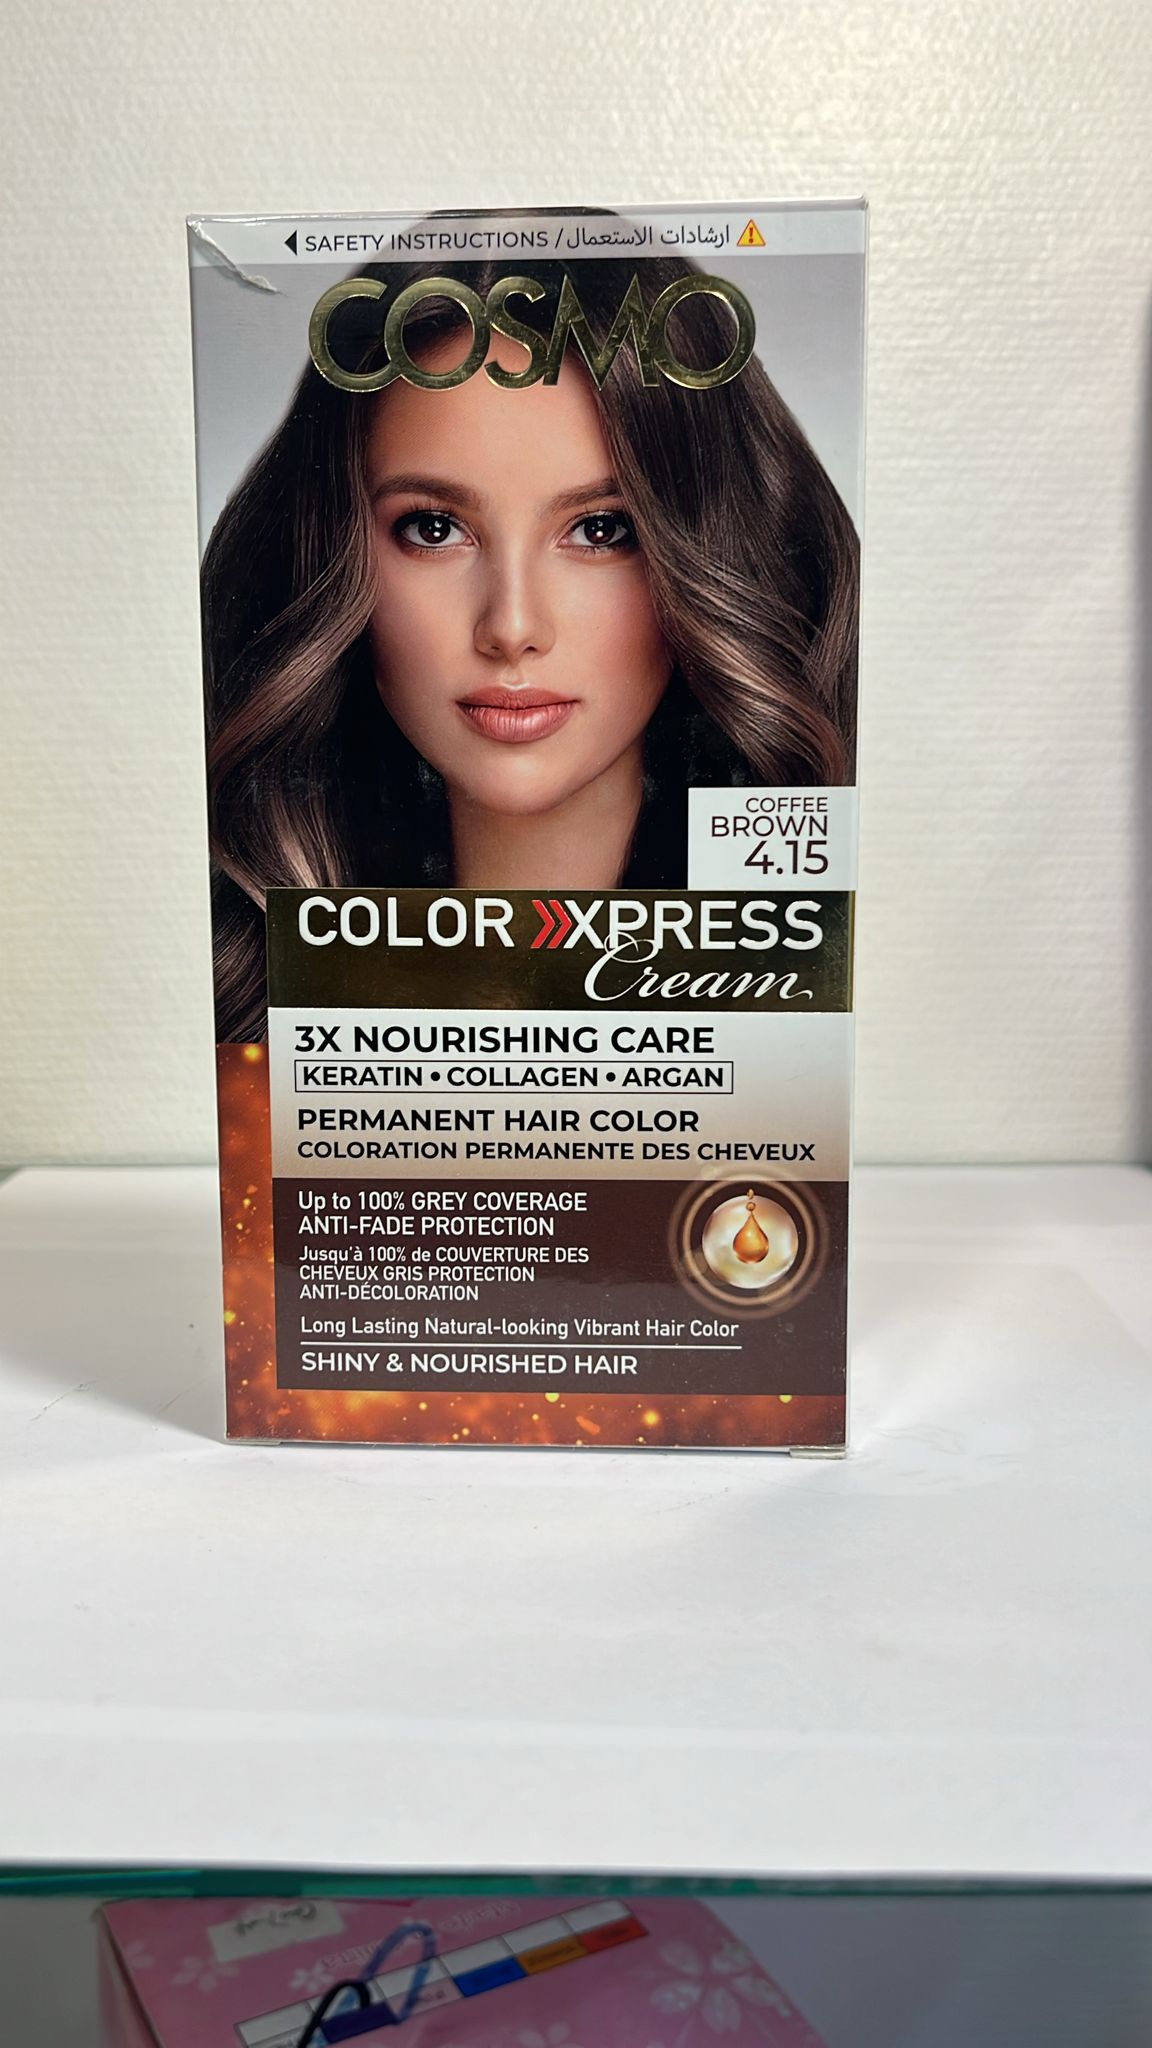 SAFETY INSTRUCTIONS / ارشادات الاستعمال
COSMO
COFFEE
BROWN
4.15
COLOR XPRESS
Cream
3X NOURISHING CARE
KERATIN • COLLAGEN • ARGAN
PERMANENT HAIR COLOR
COLORATION PERMANENTE DES CHEVEUX
Up to 100% GREY COVERAGE
ANTI-FADE PROTECTION
Jusqu'à 100% de COUVERTURE DES
CHEVEUX GRIS PROTECTION
ANTI-DÉCOLORATION
Long Lasting Natural-looking Vibrant Hair Color
SHINY & NOURISHED HAIR